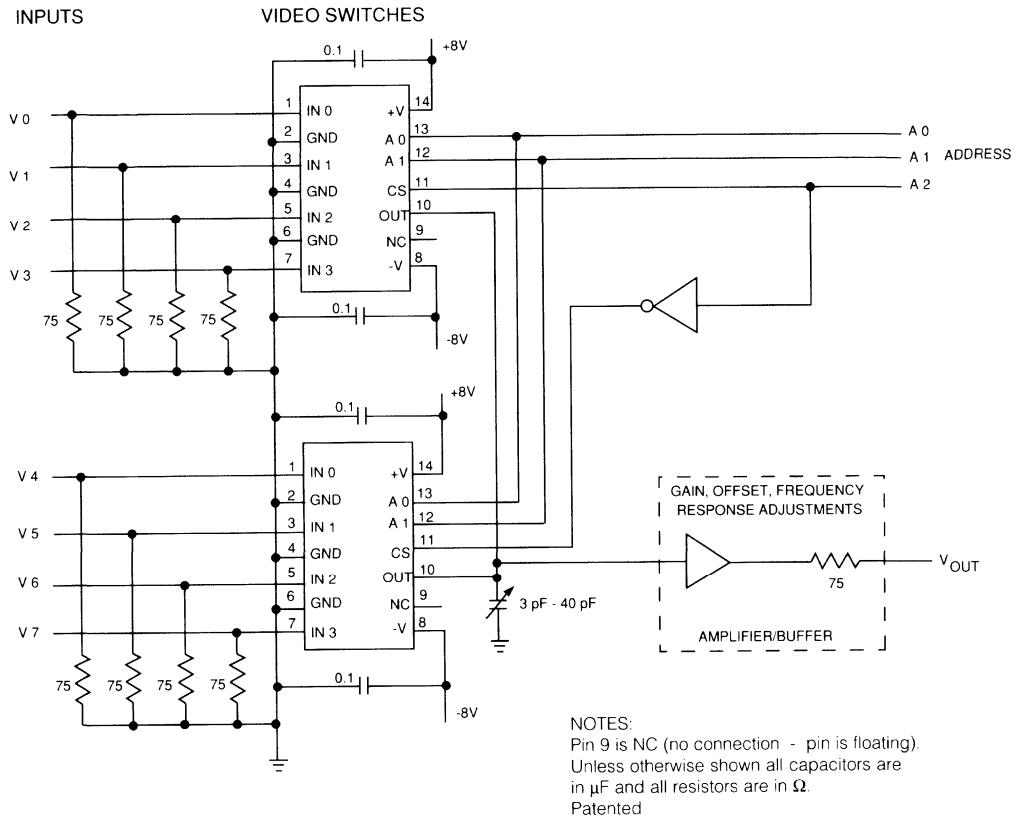 INPUTS
VIDEO SWITCHES
0.1
+8V
V 0
1 IN 0
+V 14
2 GND
A 0 13
A 0
V 1
3 IN 1
A 1 12
A 1 ADDRESS
4 GND
CS 11
A 2
V 2
5 IN 2
OUT 10
6 GND
NC 9
V 3
7 IN 3
-V 8
75
75
75
75
0.1
-8V
+8V
0.1
V 4
1 IN 0
+V 14
2 GND
A 0 13
V 5
3 IN 1
A 1 12
4 GND
CS 11
V 6
5 IN 2
OUT 10
6 GND
NC 9
V 7
7 IN 3
-V 8
75
75
75
75
0.1
-8V
3 pF - 40 pF
GAIN, OFFSET, FREQUENCY
RESPONSE ADJUSTMENTS
75
VOUT
AMPLIFIER/BUFFER
NOTES:
Pin 9 is NC (no connection - pin is floating).
Unless otherwise shown all capacitors are
in µF and all resistors are in Ω.
Patented